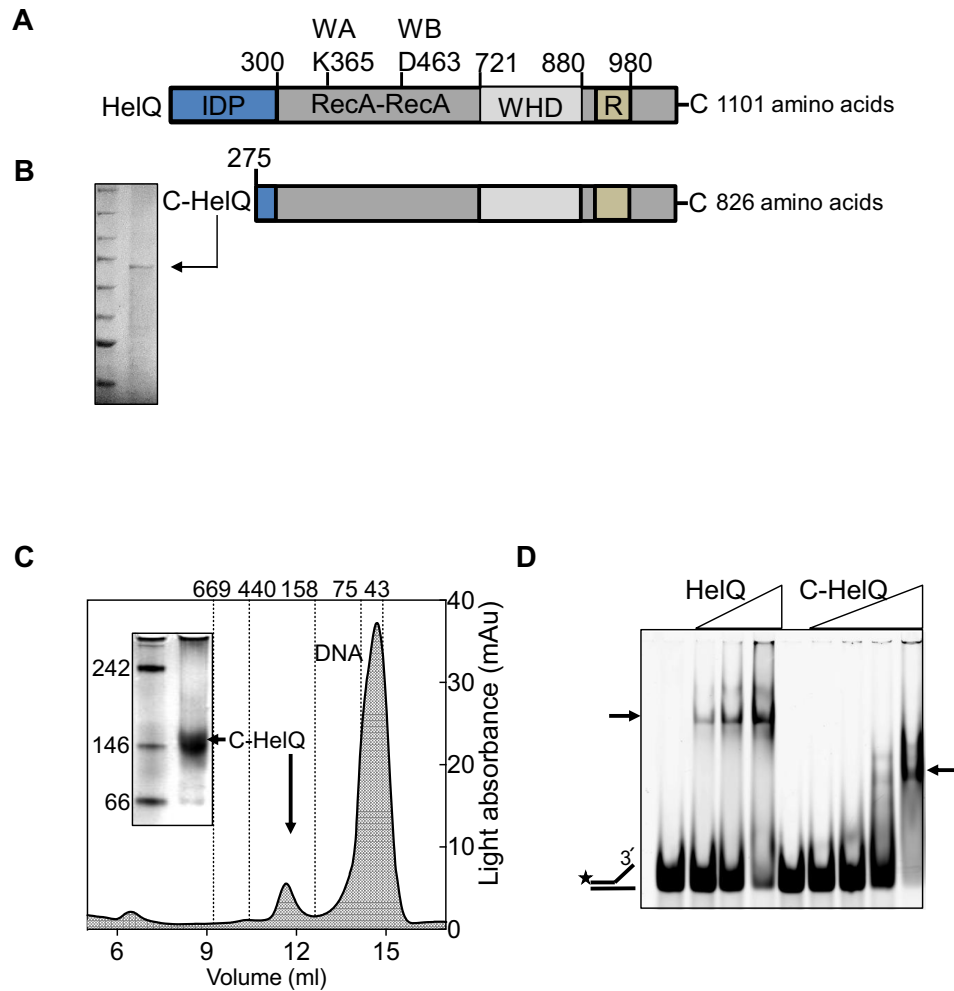 A
WA WB
300 K365 D463 721 880 980
HelQ IDP RecA-RecA WHD R C 1101 amino acids
B
275
C-HelQ C 826 amino acids
C
669 440 158 75 43
DNA
242
146
66
C-HelQ
40
30
20
10
0
Light absorbance (mAu)
6 9 12 15
Volume (ml)
D
HelQ C-HelQ
3´